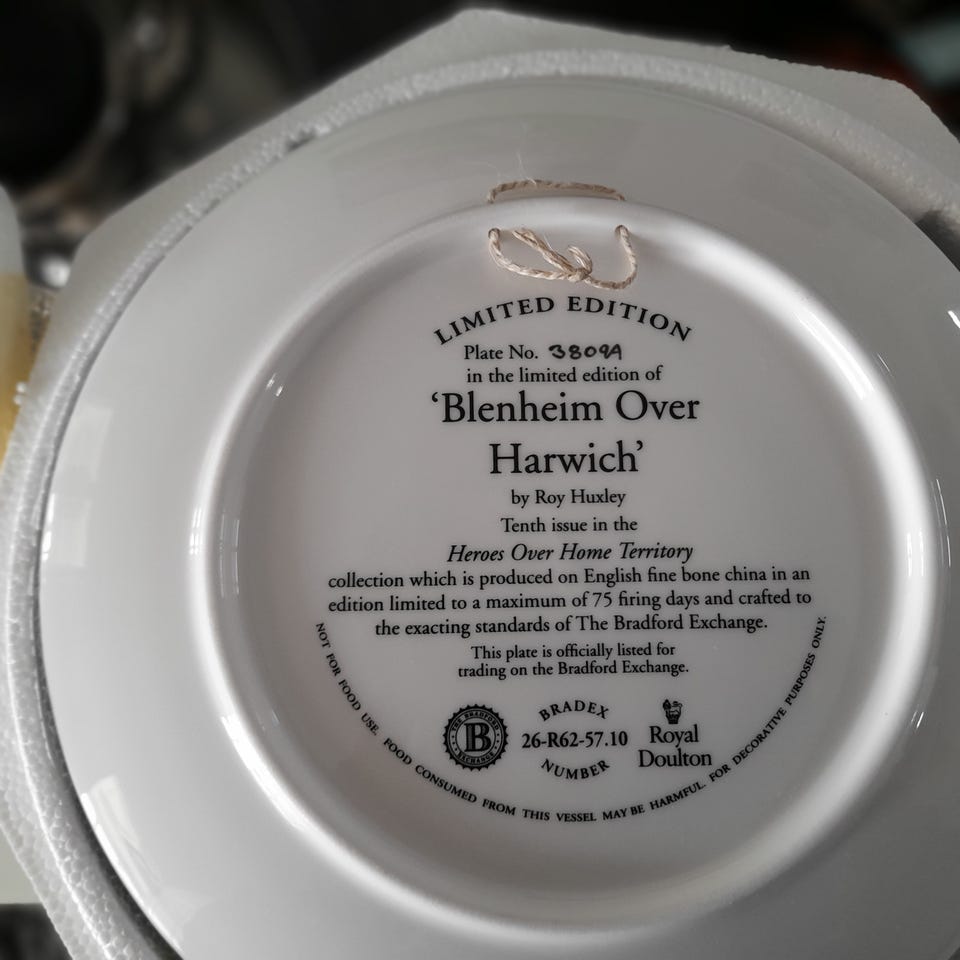 LIMITED EDITION
Plate No. 3809A
in the limited edition of
‘Blenheim Over
Harwich’
by Roy Huxley
Tenth issue in the
Heroes Over Home Territory
collection which is produced on English fine bone china in an
edition limited to a maximum of 75 firing days and crafted to
the exacting standards of The Bradford Exchange.
This plate is officially listed for
trading on the Bradford Exchange.
THE BRADFORD
B
EXCHANGE
BRADEX
26-R62-57.10
NUMBER
Royal
Doulton
NOT FOR FOOD USE. FOOD CONSUMED FROM THIS VESSEL MAY BE HARMFUL. FOR DECORATIVE PURPOSES ONLY.